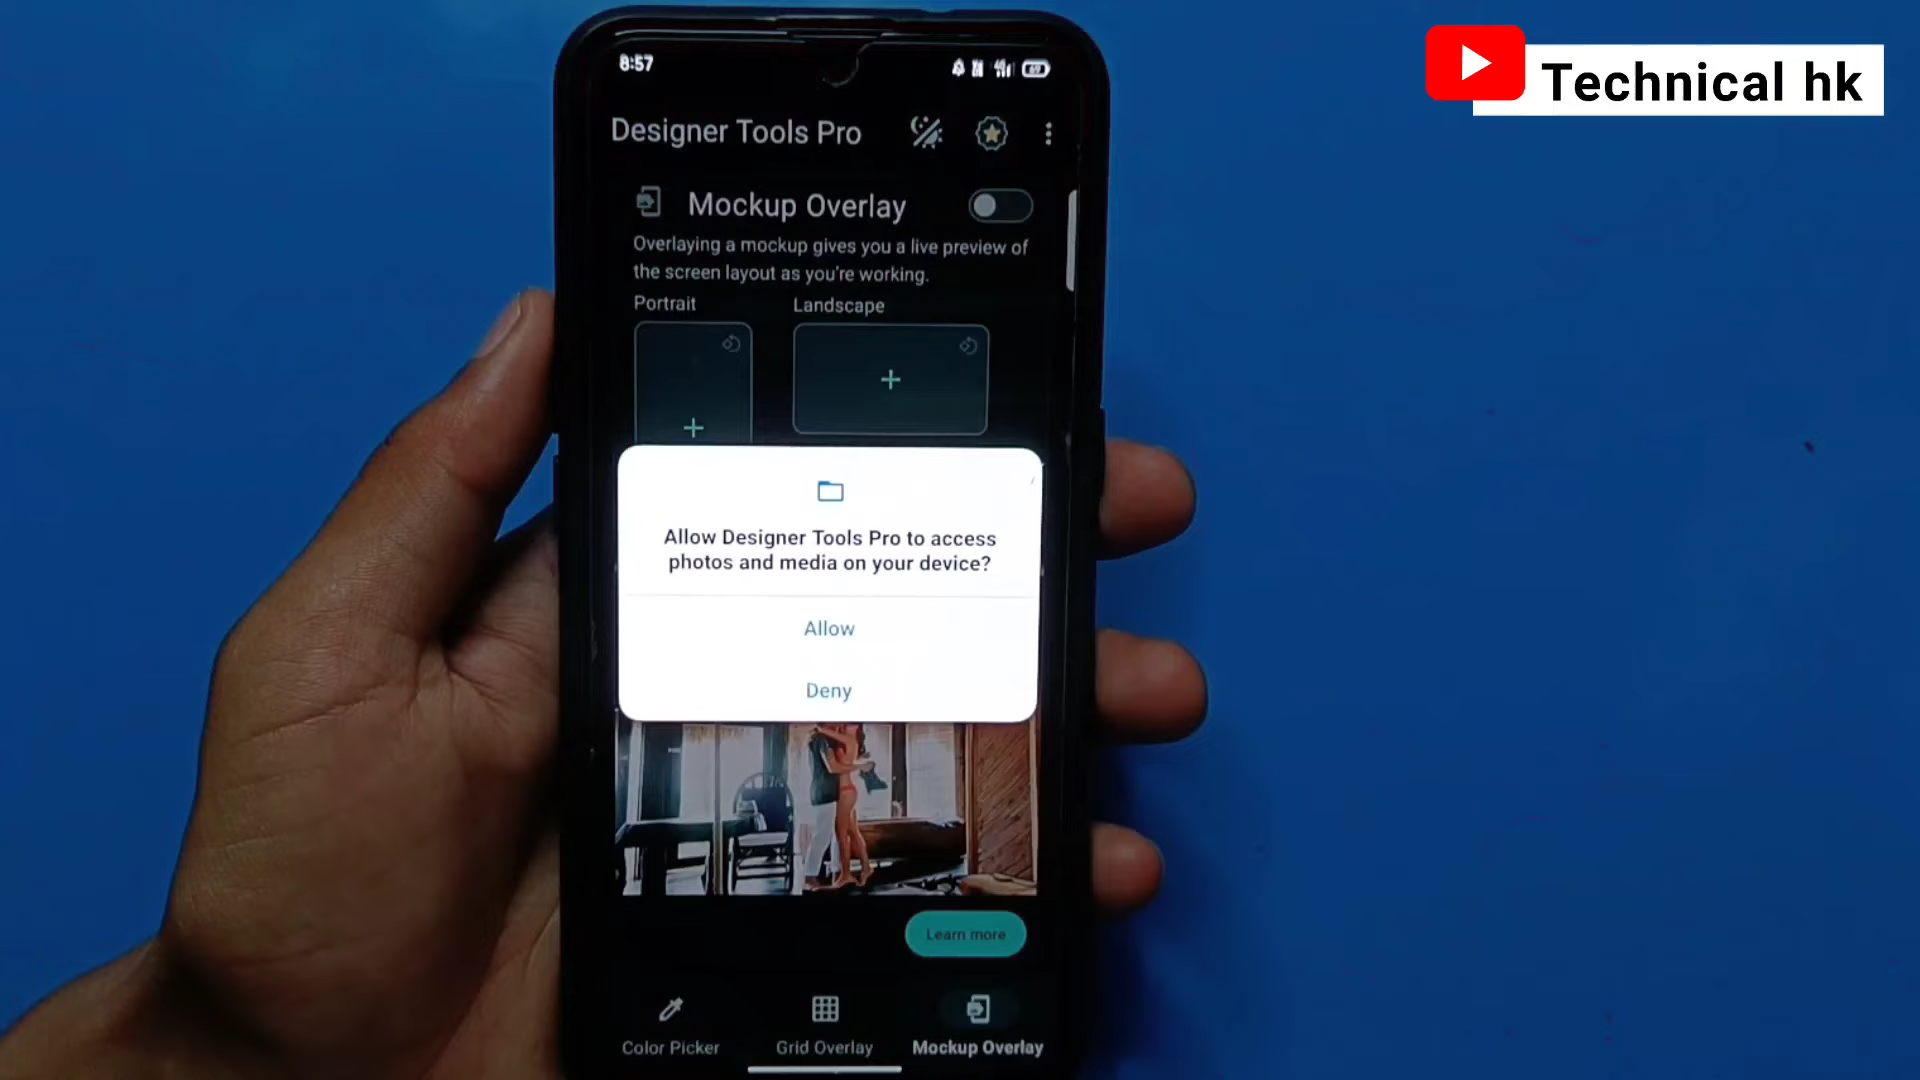 Technical hk
8:57
Designer Tools Pro
Mockup Overlay
Overlaying a mockup gives you a live preview of
the screen layout as you're working.
Portrait Landscape
Allow Designer Tools Pro to access
photos and media on your device?
Allow
Deny
Learn more
Color Picker Grid Overlay Mockup Overlay